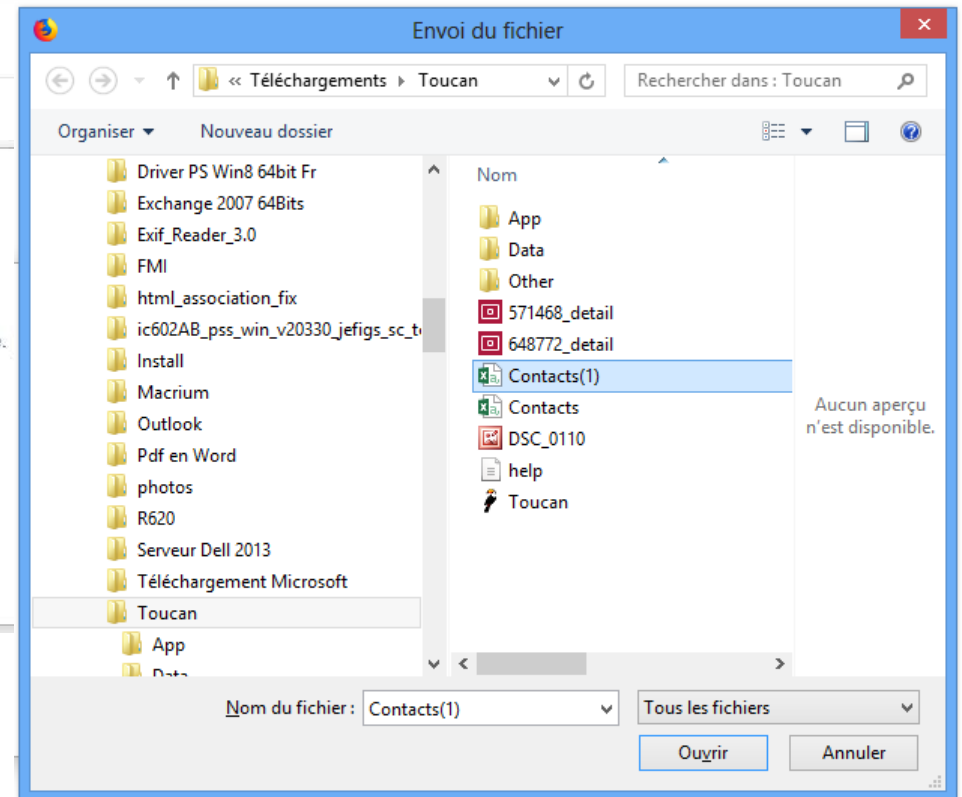 Envoi du fichier
« Téléchargements Toucan
Rechercher dans : Toucan
Organiser
Nouveau dossier
Driver PS Win8 64bit Fr
Exchange 2007 64Bits
Exif_Reader_3.0
FMI
html_association_fix
ic602AB_pss_win_v20330_jefigs_sc_t
Install
Macrium
Outlook
Pdf en Word
photos
R620
Serveur Dell 2013
Téléchargement Microsoft
Toucan
App
Data
Nom
App
Data
Other
571468_detail
648772_detail
Contacts(1)
Contacts
DSC_0110
help
Toucan
Aucun aperçu
n'est disponible.
Nom du fichier :
Contacts(1)
Tous les fichiers
Ouvrir
Annuler